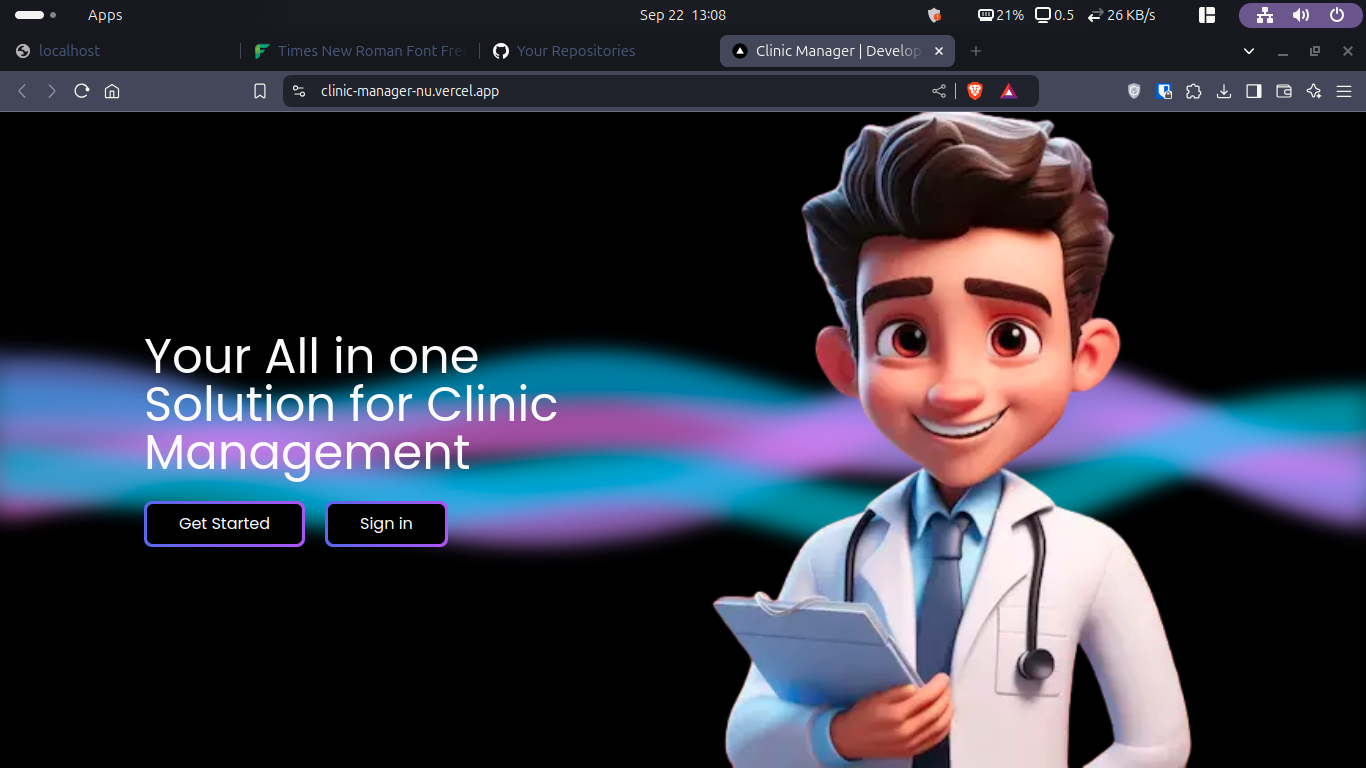 Apps
Sep 22 13:08
21%
0.5
26 KB/s
localhost
Times New Roman Font Free
Your Repositories
Clinic Manager | Develop
clinic-manager-nu.vercel.app
Your All in one
Solution for Clinic
Management
Get Started
Sign in